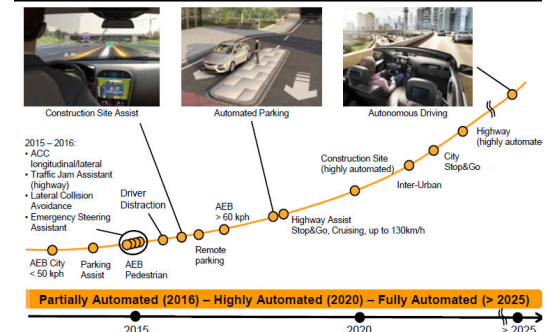 Construction Site Assist
Automated Parking
Autonomous Driving
2015 – 2016:
• ACC
longitudinal/lateral
• Traffic Jam Assistant
(highway)
• Lateral Collision
Avoidance
• Emergency Steering
Assistant
Driver
Distraction
AEB
> 60 kph
Construction Site
(highly automated)
Highway
(highly automate
City
Stop&Go
Inter-Urban
Highway Assist
Stop&Go, Cruising, up to 130km/h
Remote
parking
AEB City
< 50 kph
Parking
Assist
AEB
Pedestrian
Partially Automated (2016) – Highly Automated (2020) – Fully Automated (> 2025)
2015
2020
> 2025